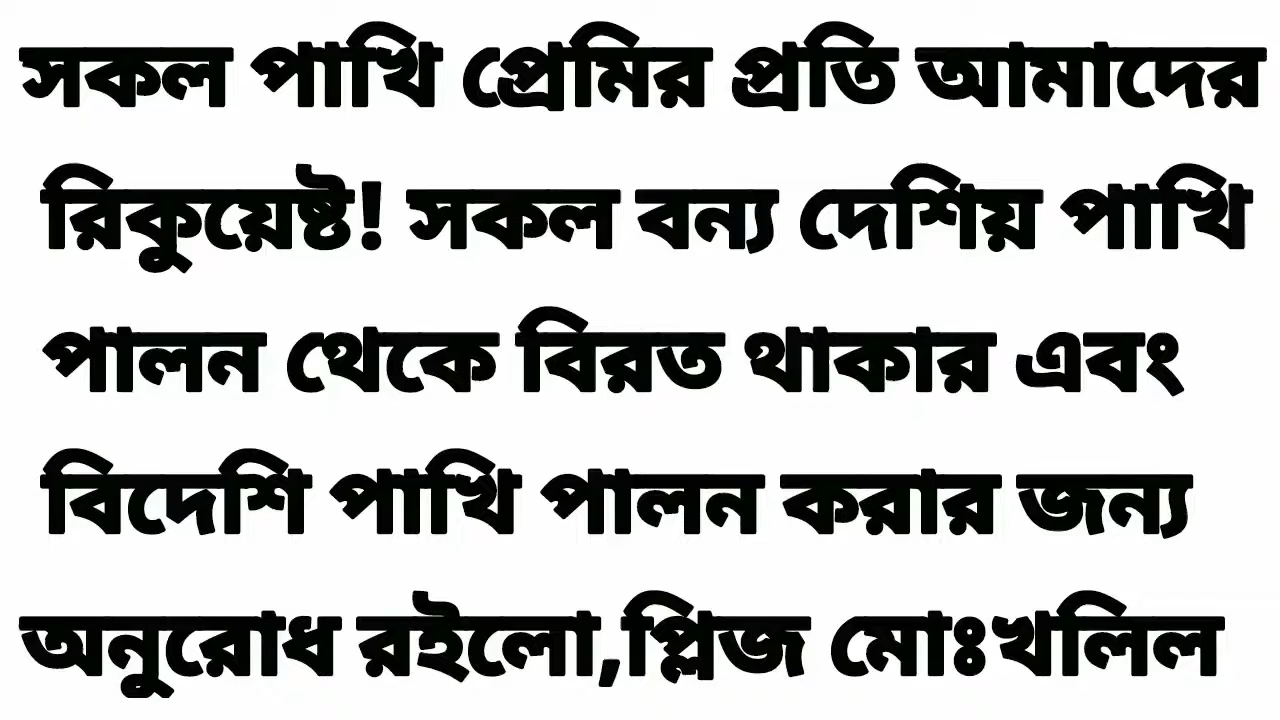 সকল পাখি প্রেমির প্রতি আমাদের
রিকুয়েষ্ট! সকল বন্য দেশিয় পাখি
পালন থেকে বিরত থাকার এবং
বিদেশি পাখি পালন করার জন্য
অনুরোধ রইলো,প্লিজ মোঃখলিল